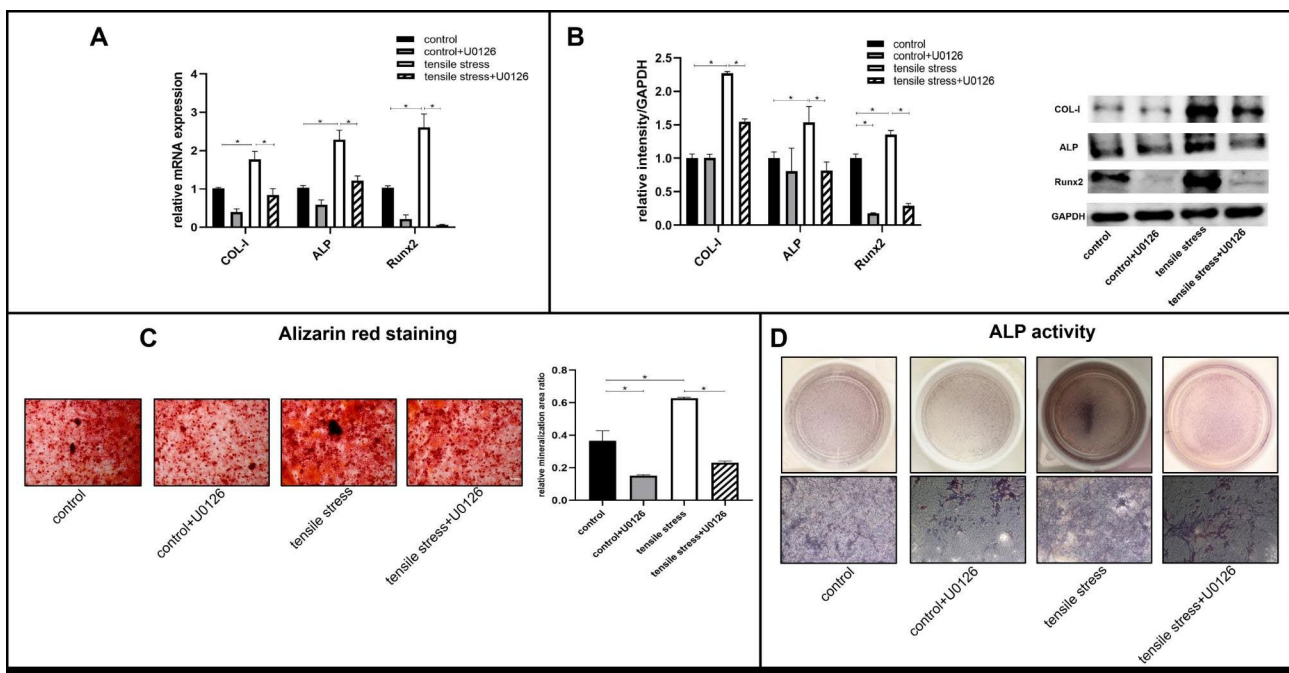 A
control
control+U0126
tensile stress
tensile stress+U0126
relative mRNA expression
4
3
2
1
0
*
*
*
*
*
*
COL-I
ALP
Runx2
B
control
control+U0126
tensile stress
tensile stress+U0126
relative intensity/GAPDH
2.5
2.0
1.5
1.0
0.5
0.0
*
*
*
*
*
*
*
COL-I
ALP
Runx2
COL-I
ALP
Runx2
GAPDH
control
control+U0126
tensile stress
tensile stress+U0126
C
Alizarin red staining
control
control+U0126
tensile stress
tensile stress+U0126
relative mineralization area ratio
0.8
0.6
0.4
0.2
0.0
*
*
*
control
control+U0126
tensile stress
tensile stress+U0126
D
ALP activity
control
control+U0126
tensile stress
tensile stress+U0126